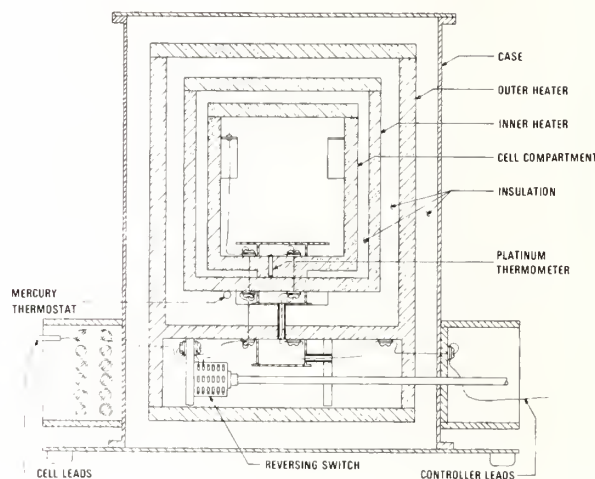 CASE
OUTER HEATER
INNER HEATER
CELL COMPARTMENT
INSULATION
PLATINUM
THERMOMETER
MERCURY
THERMOSTAT
CELL LEADS
REVERSING SWITCH
CONTROLLER LEADS